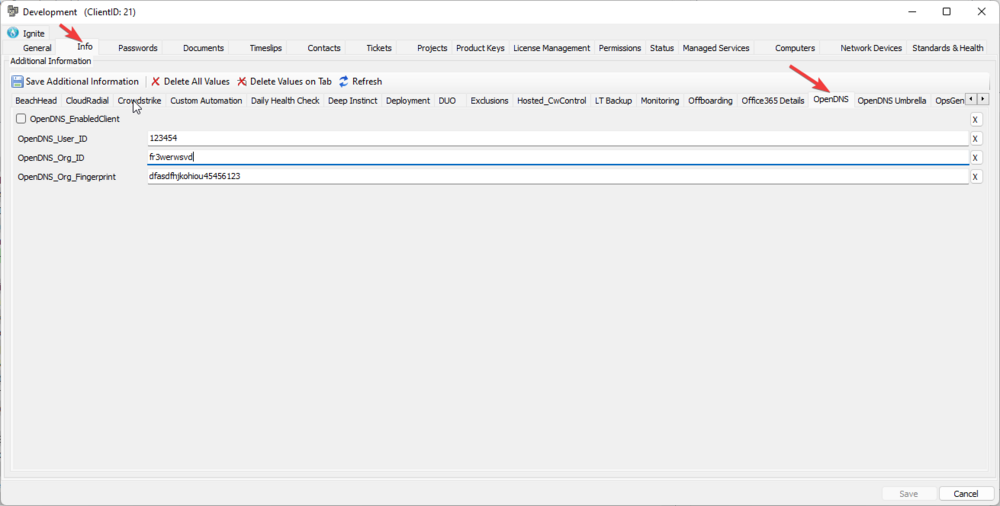 Development (ClientID: 21)
Ignite
General Info Passwords Documents Timeslips Contacts Tickets Projects Product Keys License Management Permissions Status Managed Services Computers Network Devices Standards & Health
Additional Information
Save Additional Information Delete All Values Delete Values on Tab Refresh
BeachHead CloudRadial Crowdstrike Custom Automation Daily Health Check Deep Instinct Deployment DUO Exclusions Hosted_CwControl LT Backup Monitoring Offboarding Office365 Details OpenDNS OpenDNS Umbrella OpsGen
OpenDNS_EnabledClient X
OpenDNS_User_ID 123454 X
OpenDNS_Org_ID fr3werwsvd X
OpenDNS_Org_Fingerprint dfasdfhjkohiou45456123 X
Save Cancel